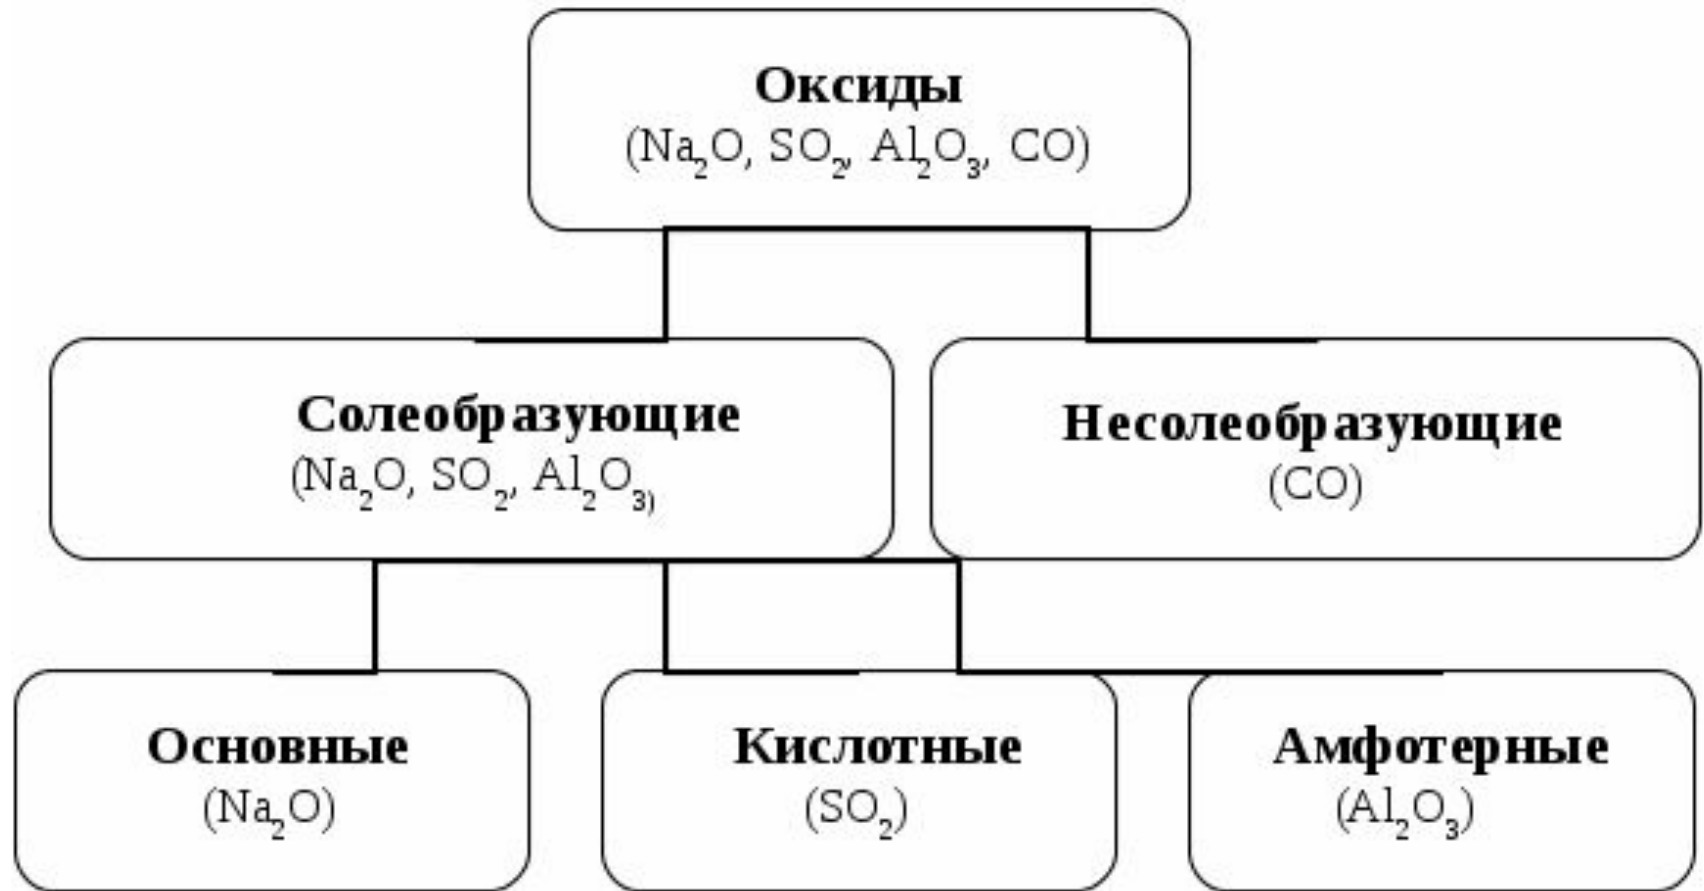 Оксиды
(Na₂O, SO₂, Al₂O₃, CO)
Солеобразующие
(Na₂O, SO₂, Al₂O₃)
Несолеобразующие
(CO)
Основные
(Na₂O)
Кислотные
(SO₂)
Амфотерные
(Al₂O₃)